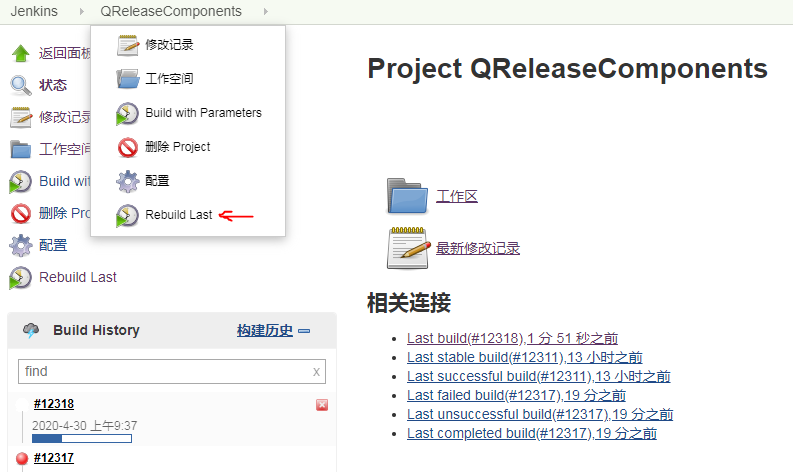 Jenkins QReleaseComponents
修改记录
工作空间
Build with Parameters
删除 Project
配置
Rebuild Last
返回面板
状态
修改记录
工作空间
Build wi
删除 Pro
配置
Rebuild Last
Build History 构建历史
find x
#12318
2020-4-30 上午9:37
#12317
Project QReleaseComponents
工作区
最新修改记录
相关连接
Last build(#12318),1 分 51 秒之前
Last stable build(#12311),13 小时之前
Last successful build(#12311),13 小时之前
Last failed build(#12317),19 分之前
Last unsuccessful build(#12317),19 分之前
Last completed build(#12317),19 分之前